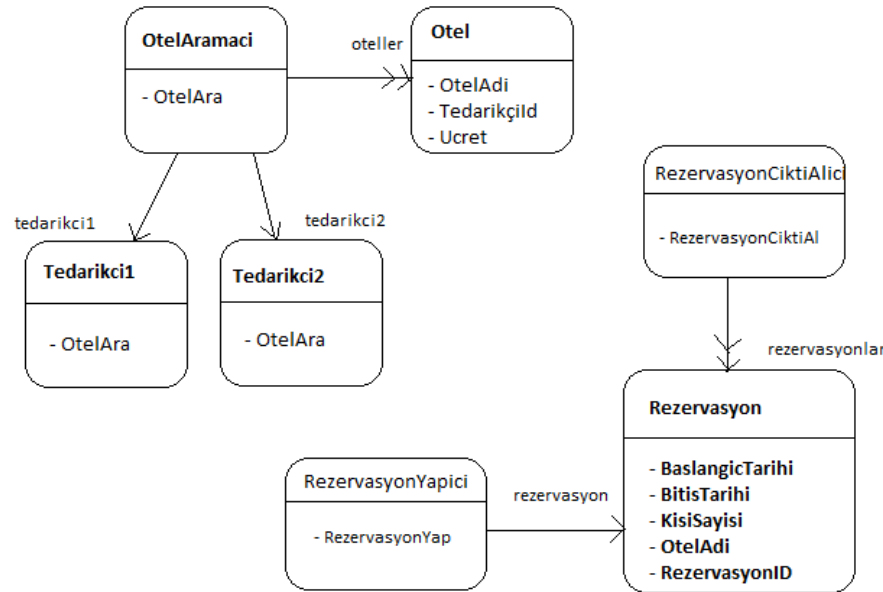 OtelAramaci
- OtelAra
oteller
Otel
- OtelAdi
- TedarikçiId
- Ucret
tedarikci1
tedarikci2
Tedarikci1
- OtelAra
Tedarikci2
- OtelAra
RezervasyonCiktiAlici
- RezervasyonCiktiAl
rezervasyonlar
Rezervasyon
- BaslangicTarihi
- BitisTarihi
- KisiSayisi
- OtelAdi
- RezervasyonID
RezervasyonYapici
- RezervasyonYap
rezervasyon